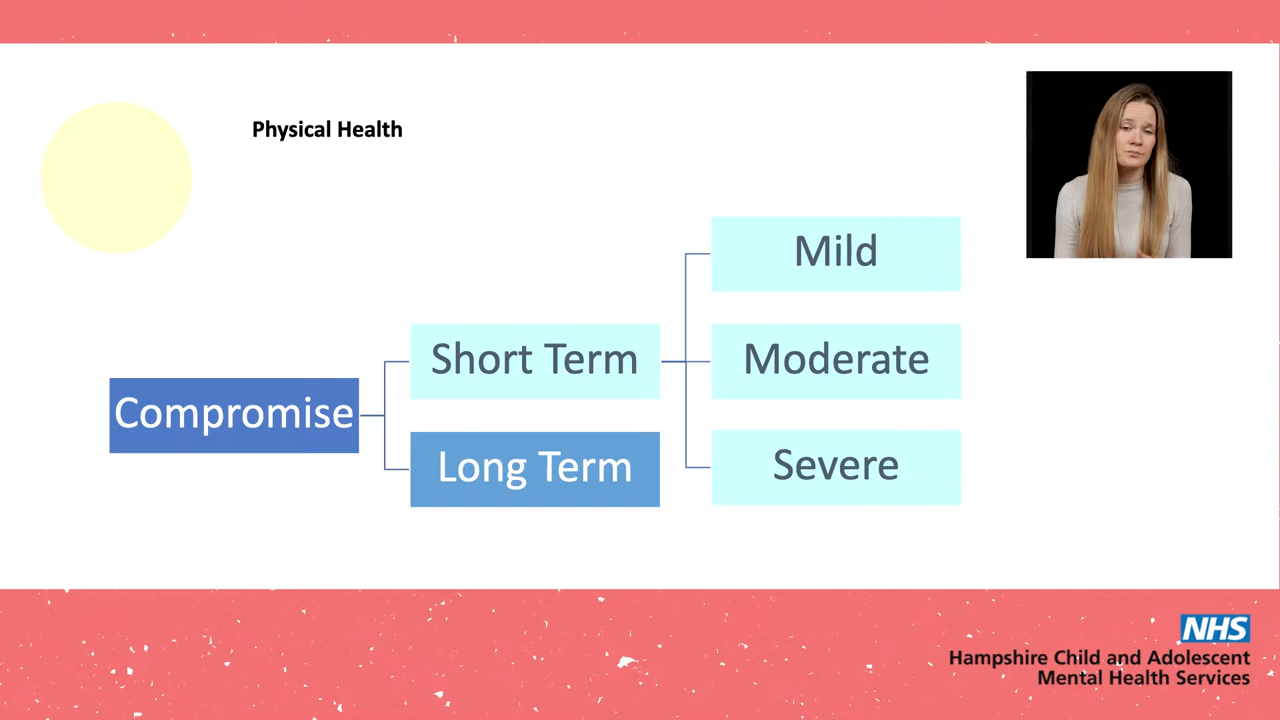 Physical Health
Mild
Short Term
Moderate
Compromise
Long Term
Severe
NHS
Hampshire Child and Adolescent
Mental Health Services